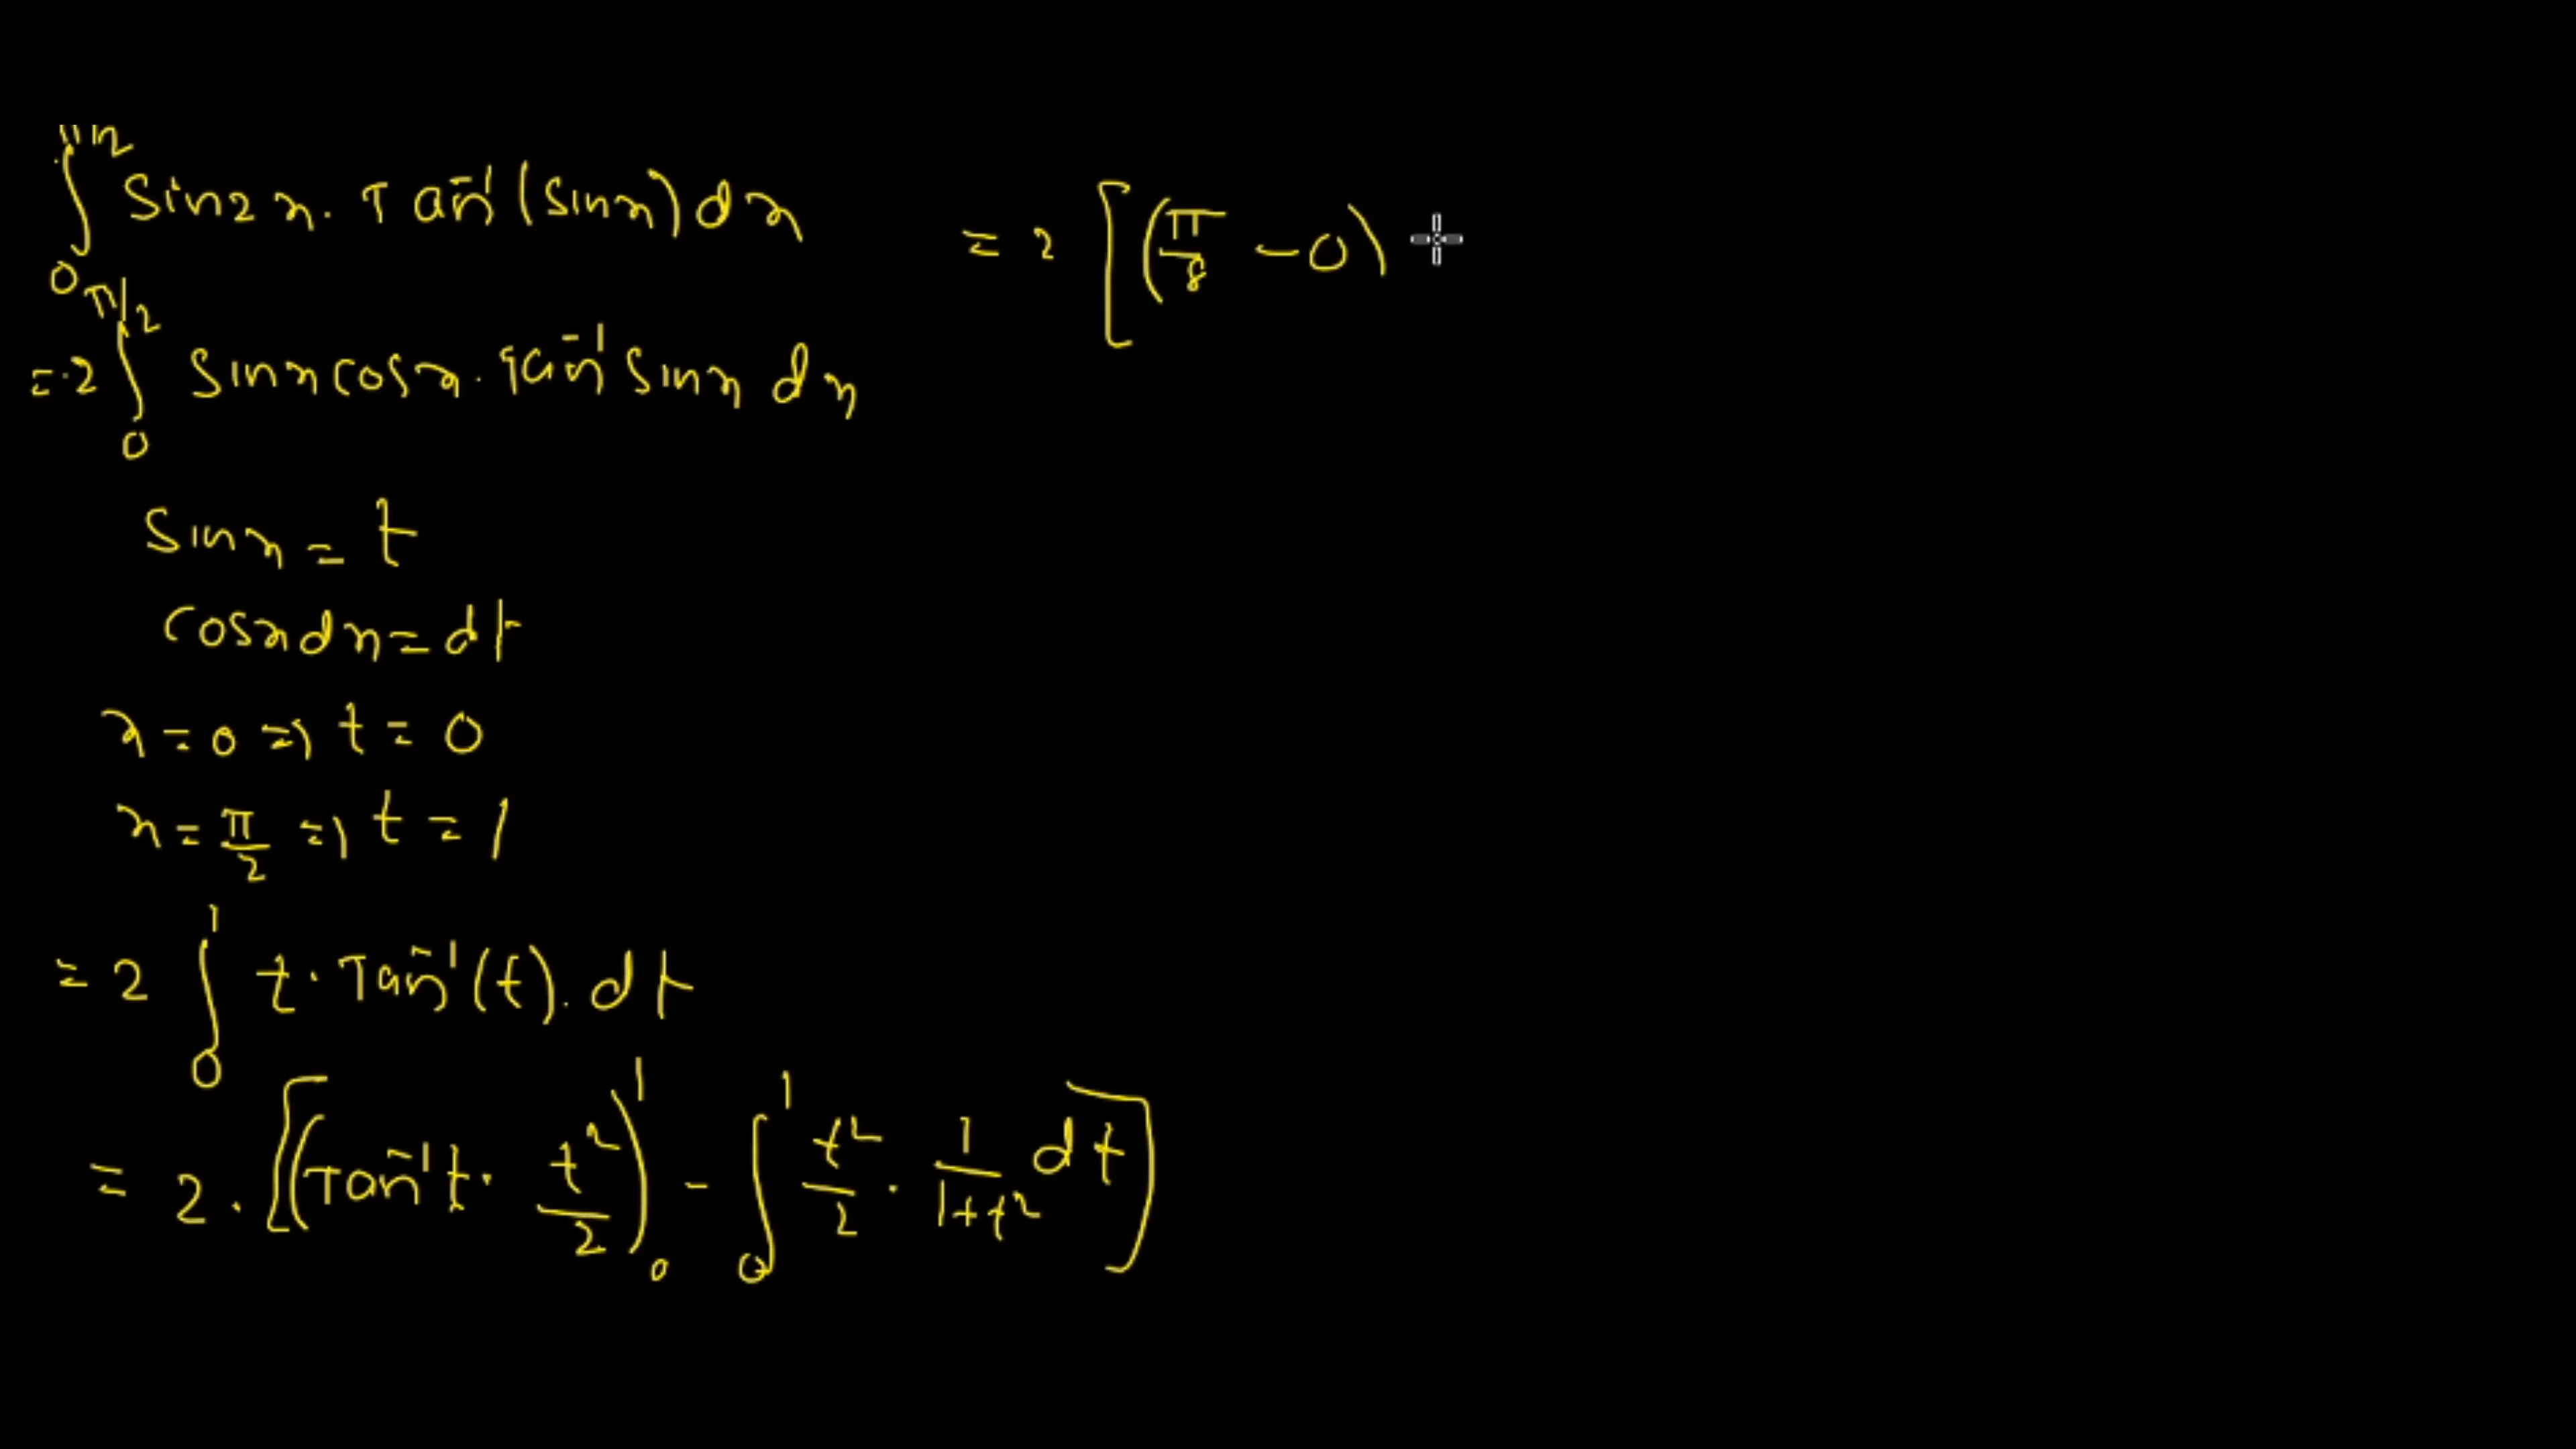 ∫₀^(π/2) Sin2x · Tan⁻¹(Sinx) dx
= 2 ∫₀^(π/2) Sinx Cosx · Tan⁻¹ Sinx dx
Sinx = t
Cosx dx = dt
x = 0 ⇒ t = 0
x = π/2 ⇒ t = 1
= 2 ∫₀¹ t · Tan⁻¹(t) · dt
= 2 · [(Tan⁻¹t · t²/2)₀¹ - ∫₀¹ t²/2 · 1/(1+t²) dt]
= 2 [(π/8 - 0)